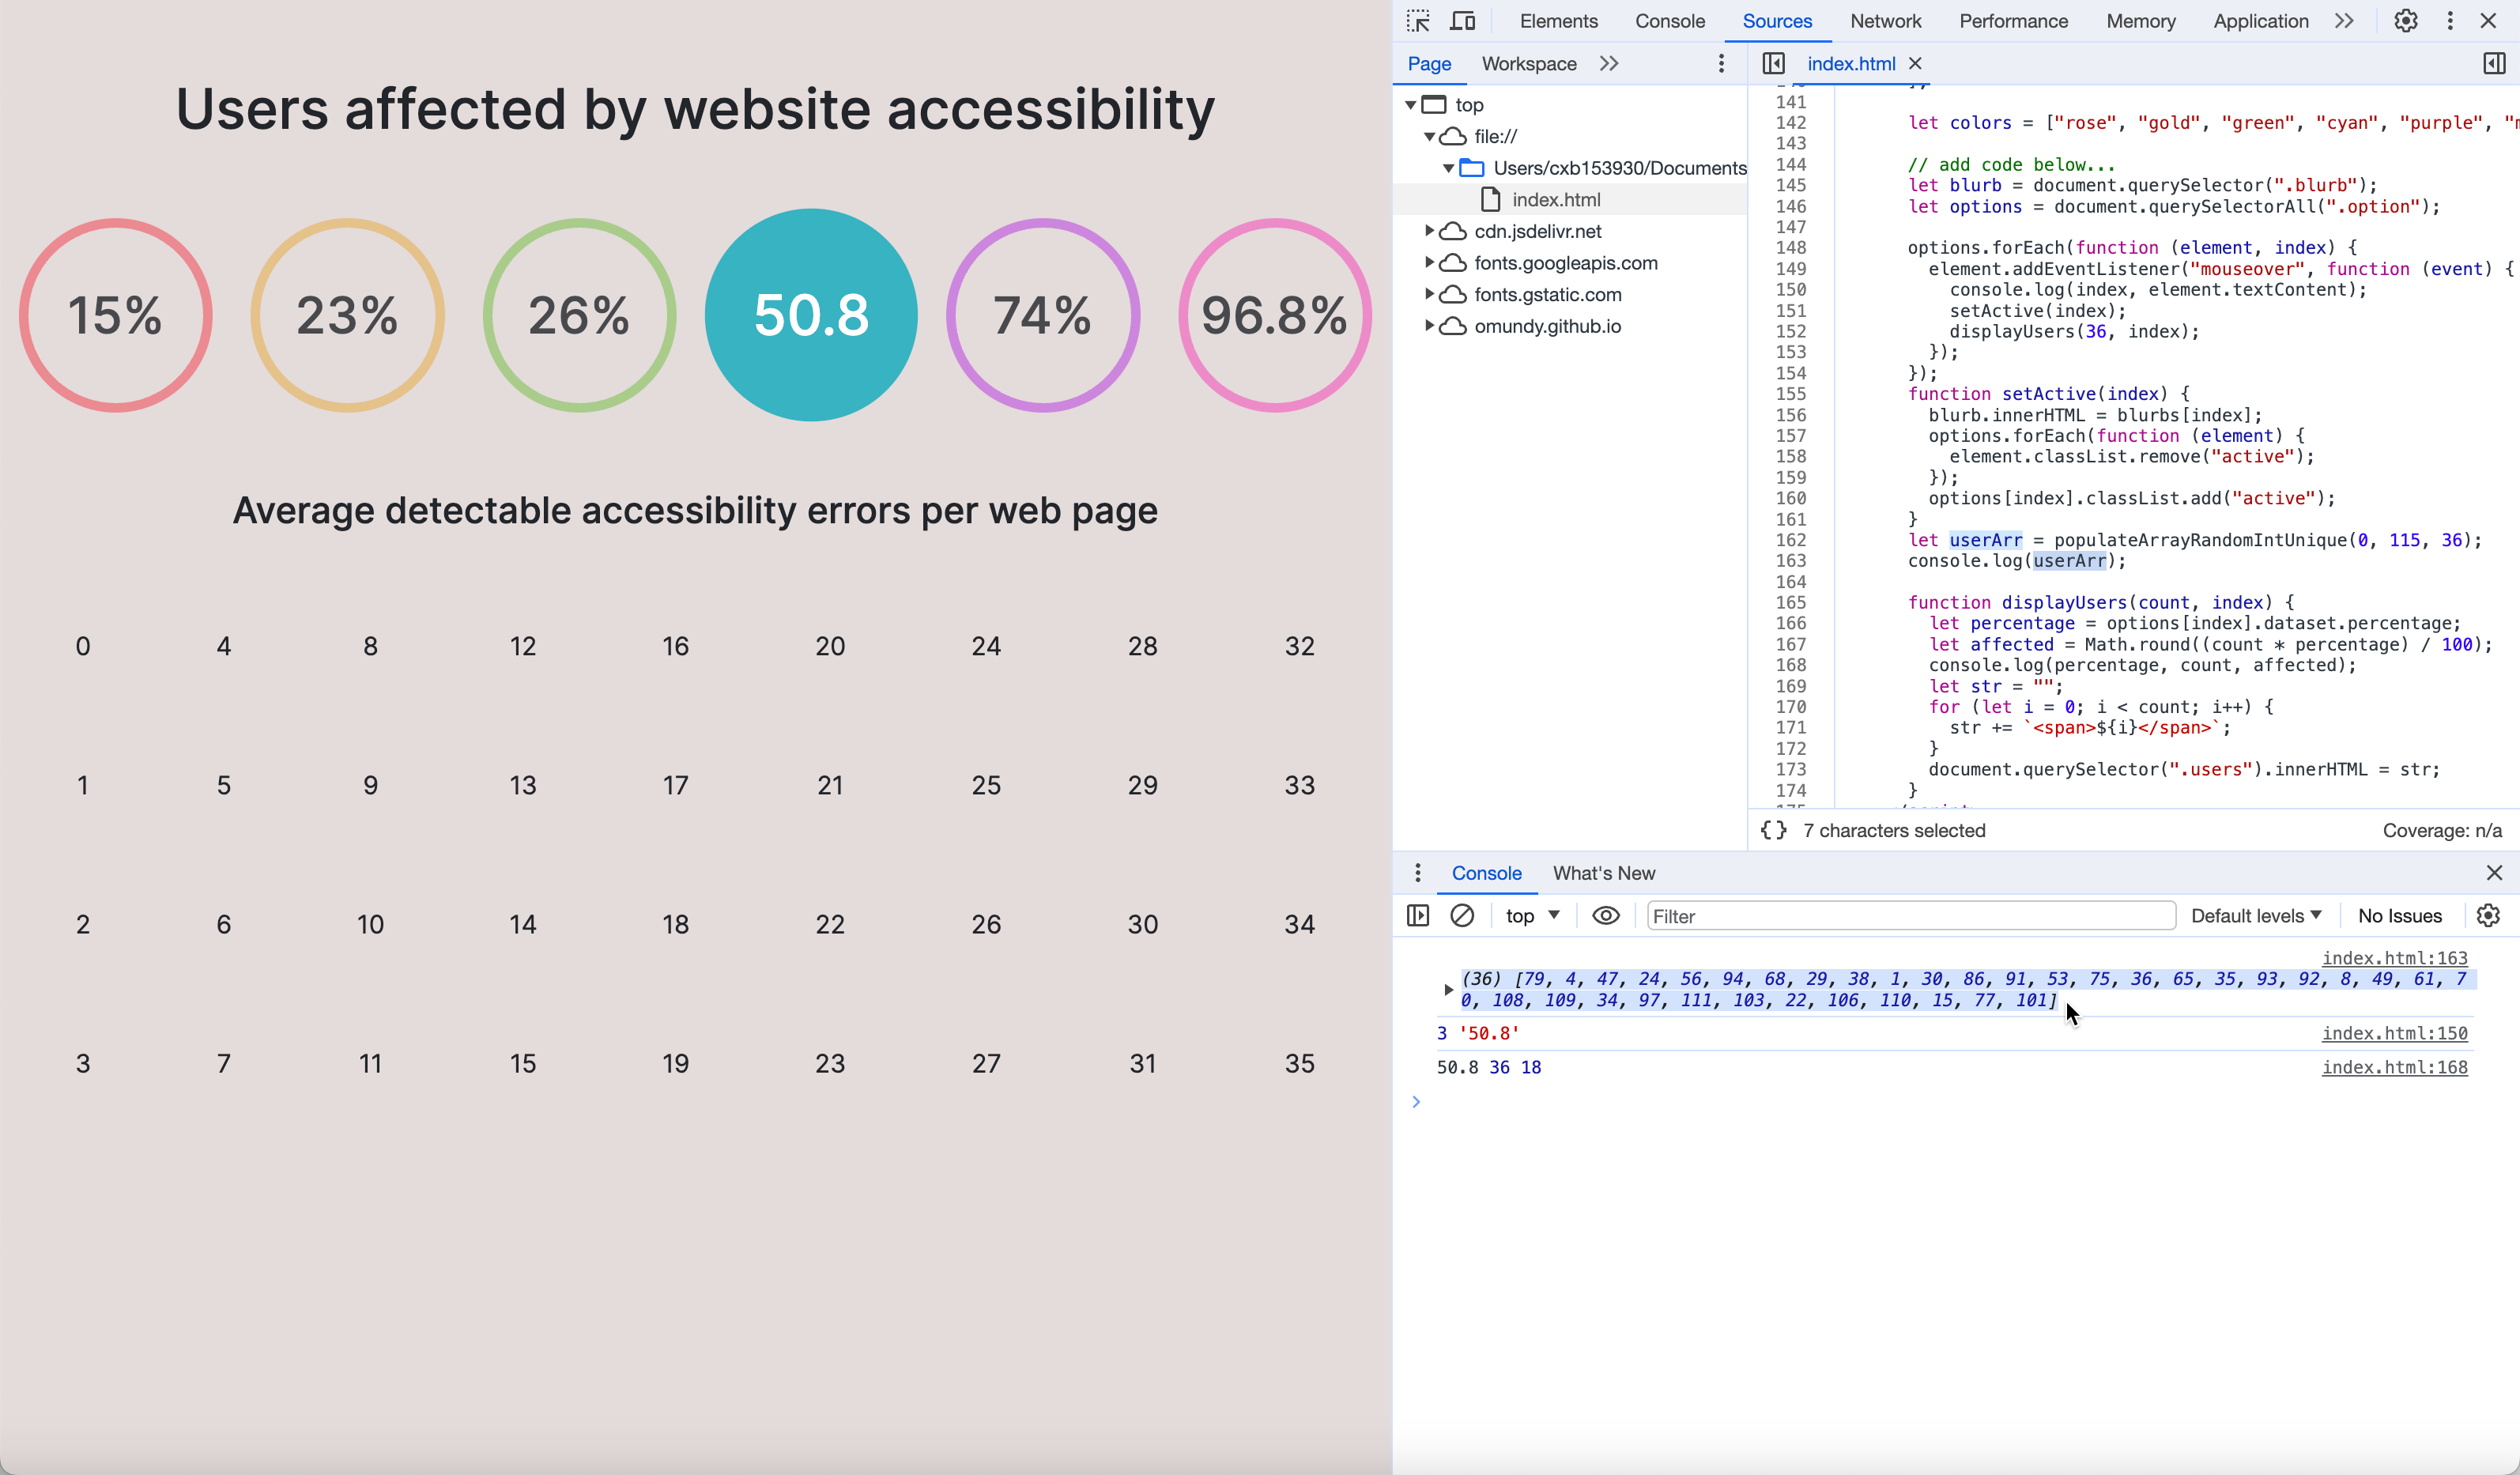 Users affected by website accessibility
15% 23% 26% 50.8 74% 96.8%
Average detectable accessibility errors per web page
0 4 8 12 16 20 24 28 32
1 5 9 13 17 21 25 29 33
2 6 10 14 18 22 26 30 34
3 7 11 15 19 23 27 31 35
Elements Console Sources Network Performance Memory Application
Page Workspace
index.html
top
file://
Users/cxb153930/Documents
index.html
cdn.jsdelivr.net
fonts.googleapis.com
fonts.gstatic.com
omundy.github.io
141
142 let colors = ["rose", "gold", "green", "cyan", "purple",
143
144 // add code below...
145 let blurb = document.querySelector(".blurb");
146 let options = document.querySelectorAll(".option");
147
148 options.forEach(function (element, index) {
149 element.addEventListener("mouseover", function (event) {
150 console.log(index, element.textContent);
151 setActive(index);
152 displayUsers(36, index);
153 });
154 });
155 function setActive(index) {
156 blurb.innerHTML = blurbs[index];
157 options.forEach(function (element) {
158 element.classList.remove("active");
159 });
160 options[index].classList.add("active");
161 }
162 let userArr = populateArrayRandomIntUnique(0, 115, 36);
163 console.log(userArr);
164
165 function displayUsers(count, index) {
166 let percentage = options[index].dataset.percentage;
167 let affected = Math.round((count * percentage) / 100);
168 console.log(percentage, count, affected);
169 let str = "";
170 for (let i = 0; i < count; i++) {
171 str += `<span>${i}</span>`;
172 }
173 document.querySelector(".users").innerHTML = str;
174 }
{} 7 characters selected Coverage: n/a
Console What's New
top Filter Default levels No Issues
index.html:163
(36) [79, 4, 47, 24, 56, 94, 68, 29, 38, 1, 30, 86, 91, 53, 75, 36, 65, 35, 93, 92, 8, 49, 61, 7
0, 108, 109, 34, 97, 111, 103, 22, 106, 110, 15, 77, 101]
3 '50.8' index.html:150
50.8 36 18 index.html:168